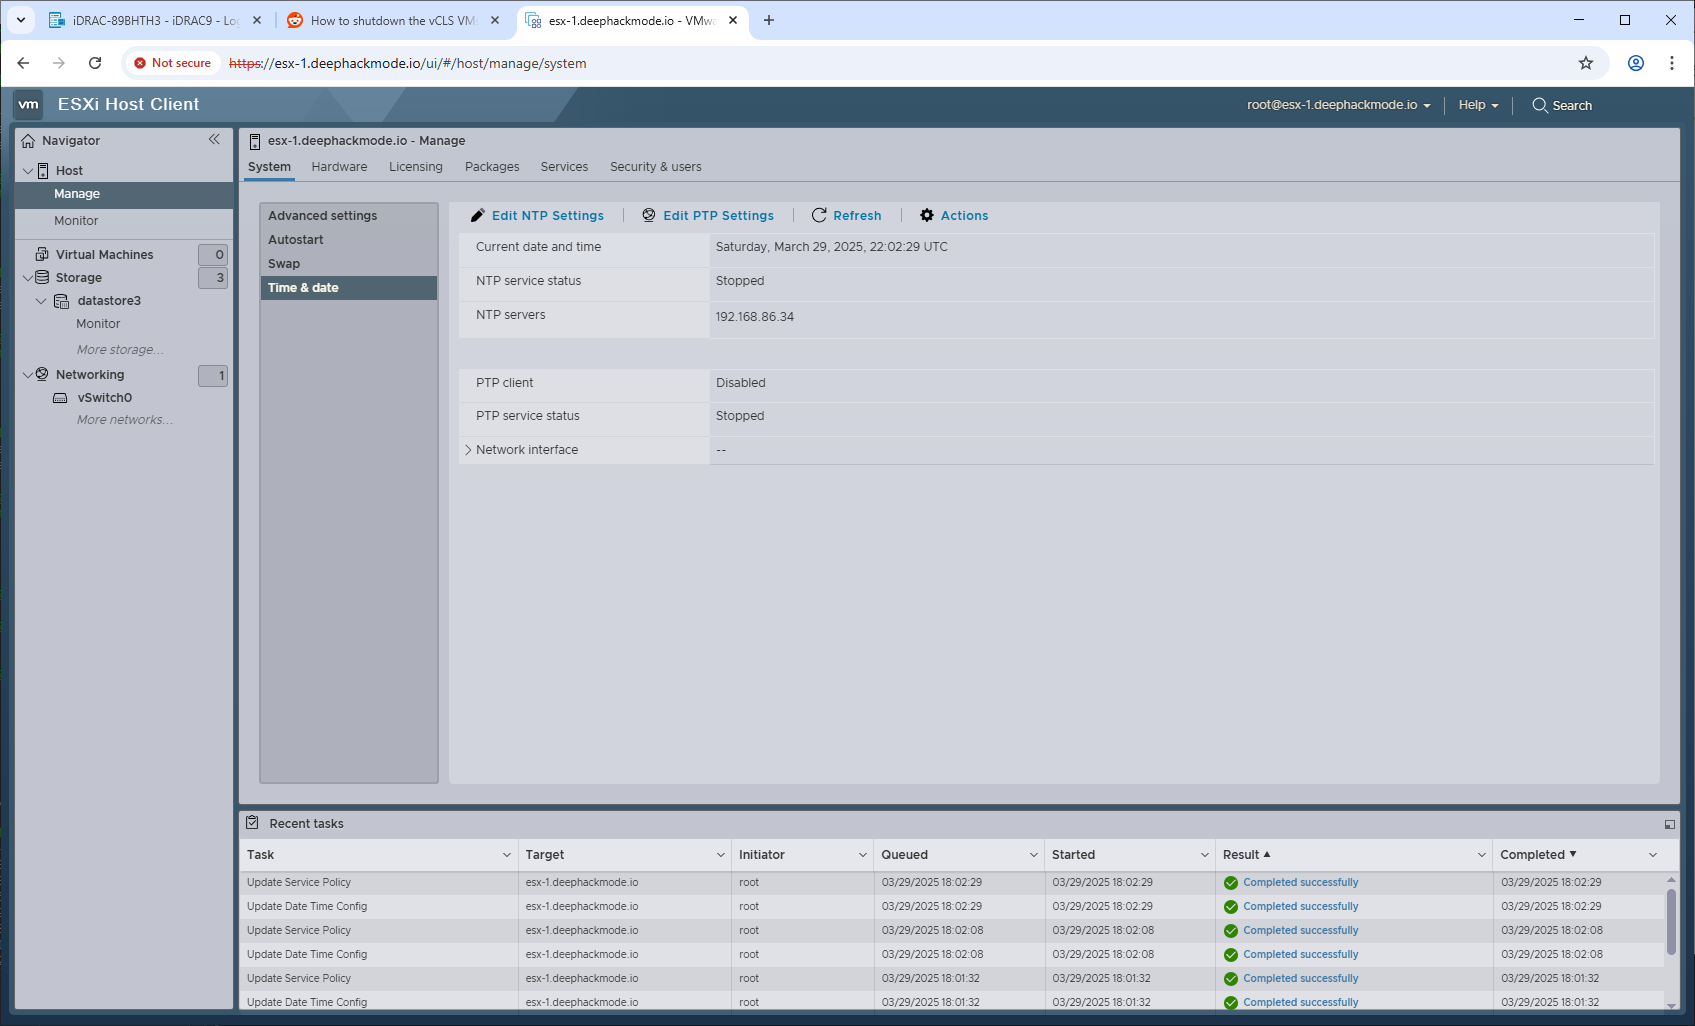 iDRAC-89BHTH3 - iDRAC9 - Lo
How to shutdown the vCLS VM
esx-1.deephackmode.io - VMw
Not secure
https://esx-1.deephackmode.io/ui/#/host/manage/system
vm
ESXi Host Client
root@esx-1.deephackmode.io
Help
Search
Navigator
Host
Manage
Monitor
Virtual Machines 0
Storage 3
datastore3
Monitor
More storage...
Networking 1
vSwitch0
More networks...
esx-1.deephackmode.io - Manage
System Hardware Licensing Packages Services Security & users
Advanced settings
Autostart
Swap
Time & date
Edit NTP Settings Edit PTP Settings Refresh Actions
Current date and time Saturday, March 29, 2025, 22:02:29 UTC
NTP service status Stopped
NTP servers 192.168.86.34
PTP client Disabled
PTP service status Stopped
Network interface --
Recent tasks
Task Target Initiator Queued Started Result Completed
Update Service Policy esx-1.deephackmode.io root 03/29/2025 18:02:29 03/29/2025 18:02:29 Completed successfully 03/29/2025 18:02:29
Update Date Time Config esx-1.deephackmode.io root 03/29/2025 18:02:29 03/29/2025 18:02:29 Completed successfully 03/29/2025 18:02:29
Update Service Policy esx-1.deephackmode.io root 03/29/2025 18:02:08 03/29/2025 18:02:08 Completed successfully 03/29/2025 18:02:08
Update Date Time Config esx-1.deephackmode.io root 03/29/2025 18:02:08 03/29/2025 18:02:08 Completed successfully 03/29/2025 18:02:08
Update Service Policy esx-1.deephackmode.io root 03/29/2025 18:01:32 03/29/2025 18:01:32 Completed successfully 03/29/2025 18:01:32
Update Date Time Config esx-1.deephackmode.io root 03/29/2025 18:01:32 03/29/2025 18:01:32 Completed successfully 03/29/2025 18:01:32